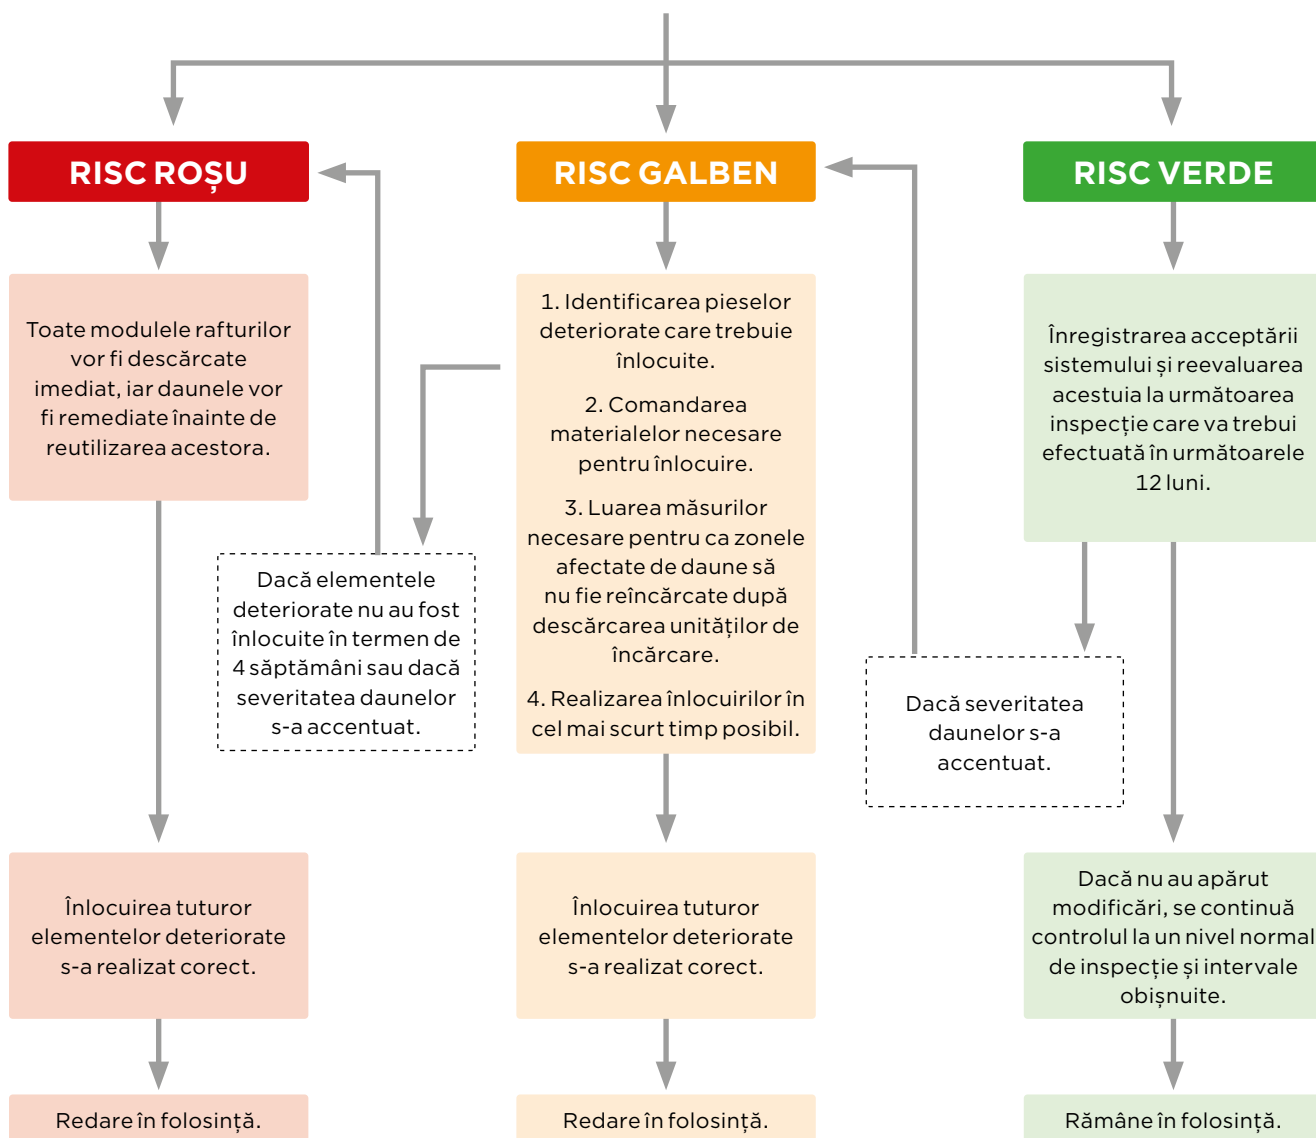 RISC ROȘU
Toate modulele rafturilor
vor fi descărcate
imediat, iar daunele vor
fi remediate înainte de
reutilizarea acestora.
Dacă elementele
deteriorate nu au fost
înlocuite în termen de
4 săptămâni sau dacă
severitatea daunelor
s-a accentuat.
Înlocuirea tuturor
elementelor deteriorate
s-a realizat corect.
Redare în folosință.
RISC GALBEN
1. Identificarea pieselor
deteriorate care trebuie
înlocuite.
2. Comandarea
materialelor necesare
pentru înlocuire.
3. Luarea măsurilor
necesare pentru ca zonele
afectate de daune să
nu fie reîncărcate după
descărcarea unităților de
încărcare.
4. Realizarea înlocuirilor în
cel mai scurt timp posibil.
Înlocuirea tuturor
elementelor deteriorate
s-a realizat corect.
Redare în folosință.
RISC VERDE
Înregistrarea acceptării
sistemului și reevaluarea
acestuia la următoarea
inspecție care va trebui
efectuată în următoarele
12 luni.
Dacă severitatea
daunelor s-a
accentuat.
Dacă nu au apărut
modificări, se continuă
controlul la un nivel normal
de inspecție și intervale
obișnuite.
Rămâne în folosință.